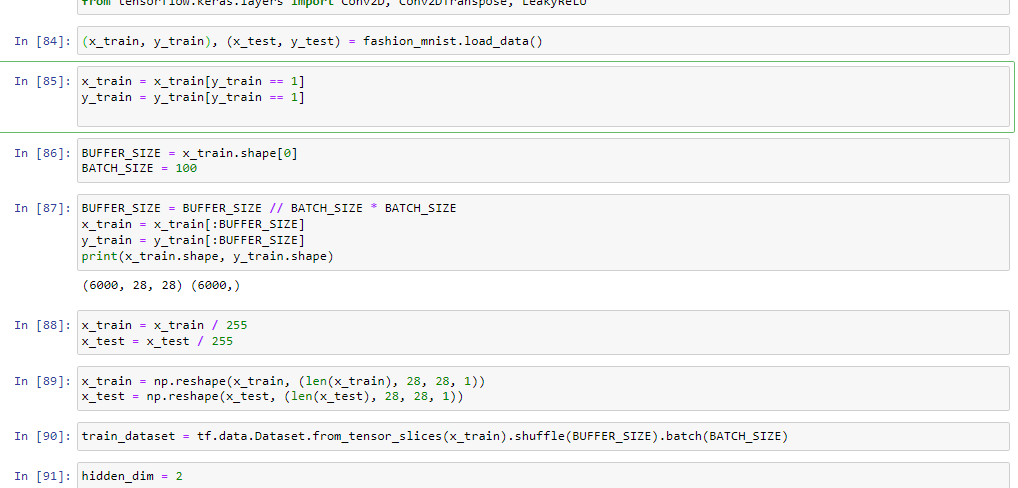 from tensorflow.keras.layers import Conv2D, Conv2DTranspose, LeakyReLU
In [84]: (x_train, y_train), (x_test, y_test) = fashion_mnist.load_data()
In [85]: x_train = x_train[y_train == 1]
y_train = y_train[y_train == 1]
In [86]: BUFFER_SIZE = x_train.shape[0]
BATCH_SIZE = 100
In [87]: BUFFER_SIZE = BUFFER_SIZE // BATCH_SIZE * BATCH_SIZE
x_train = x_train[:BUFFER_SIZE]
y_train = y_train[:BUFFER_SIZE]
print(x_train.shape, y_train.shape)
(6000, 28, 28) (6000,)
In [88]: x_train = x_train / 255
x_test = x_test / 255
In [89]: x_train = np.reshape(x_train, (len(x_train), 28, 28, 1))
x_test = np.reshape(x_test, (len(x_test), 28, 28, 1))
In [90]: train_dataset = tf.data.Dataset.from_tensor_slices(x_train).shuffle(BUFFER_SIZE).batch(BATCH_SIZE)
In [91]: hidden_dim = 2